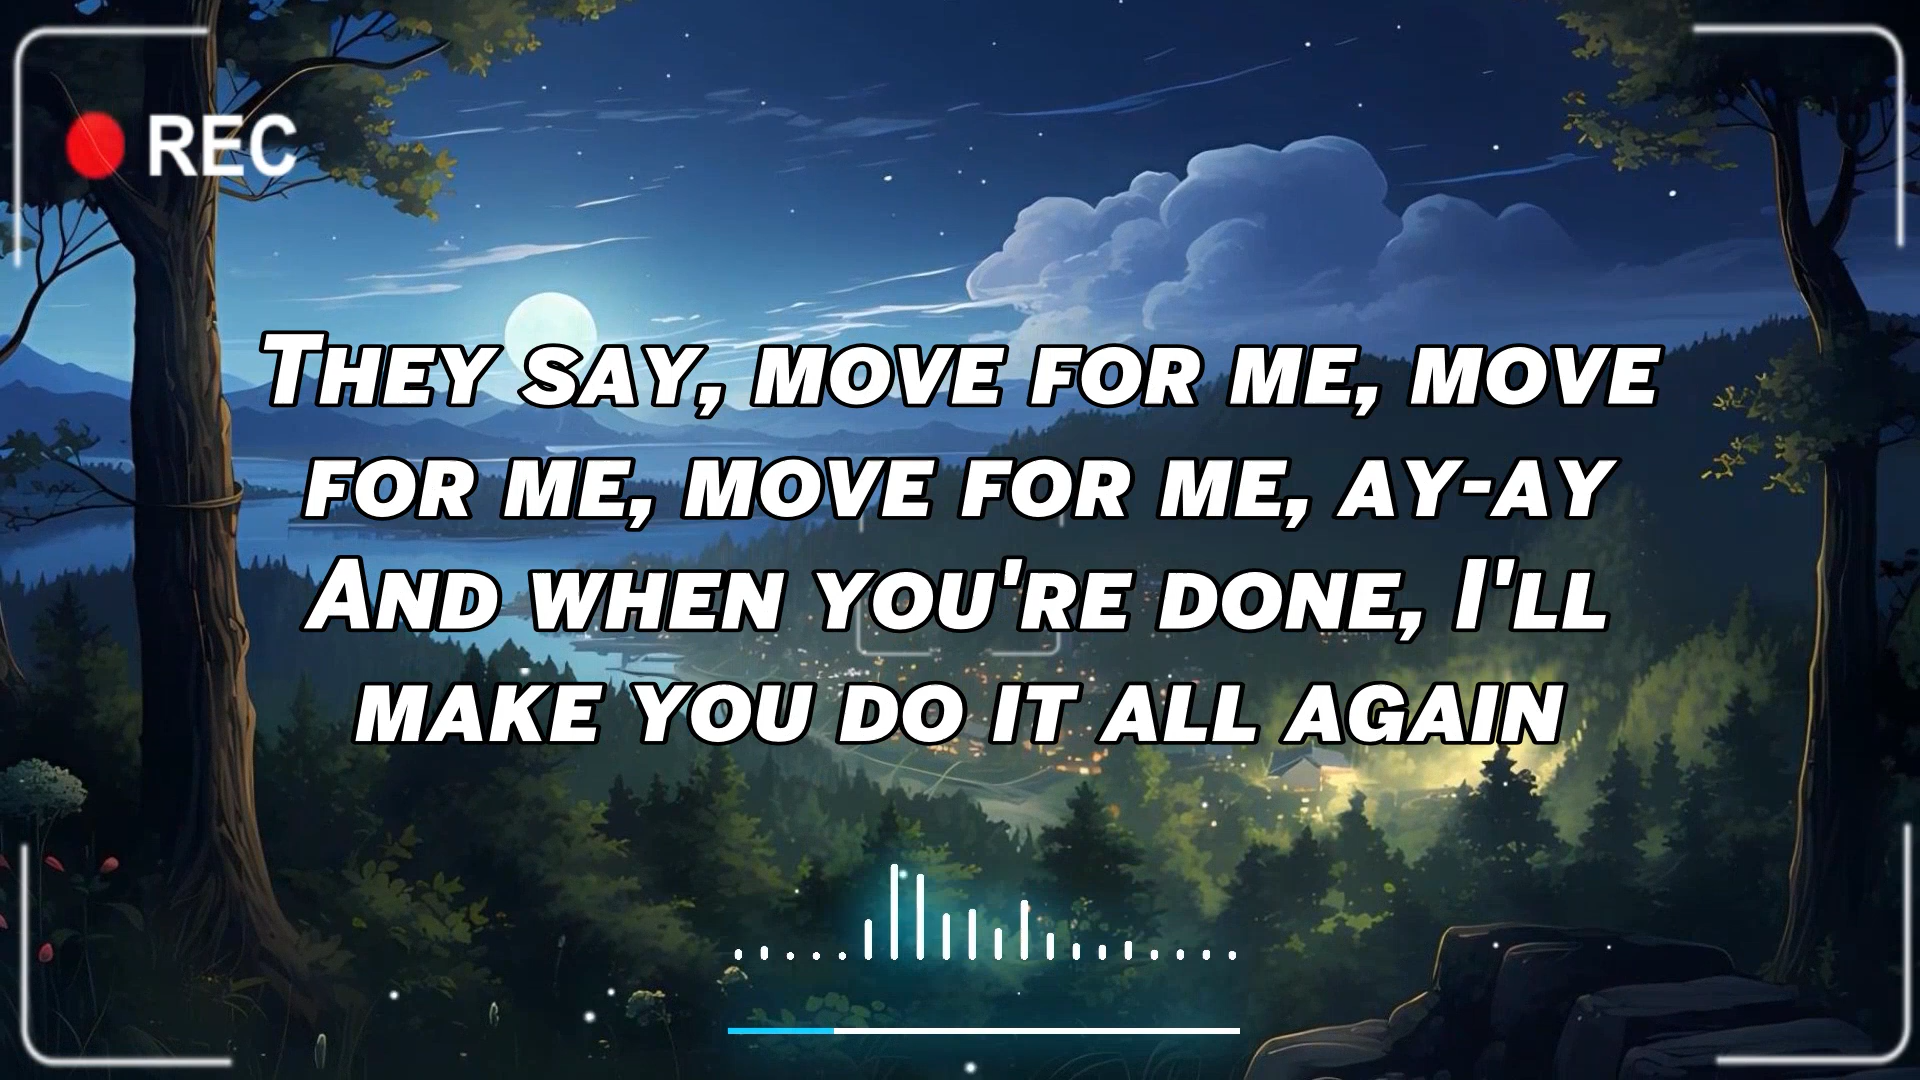 REC
They say, move for me, move
for me, move for me, ay-ay
And when you're done, I'll
make you do it all again